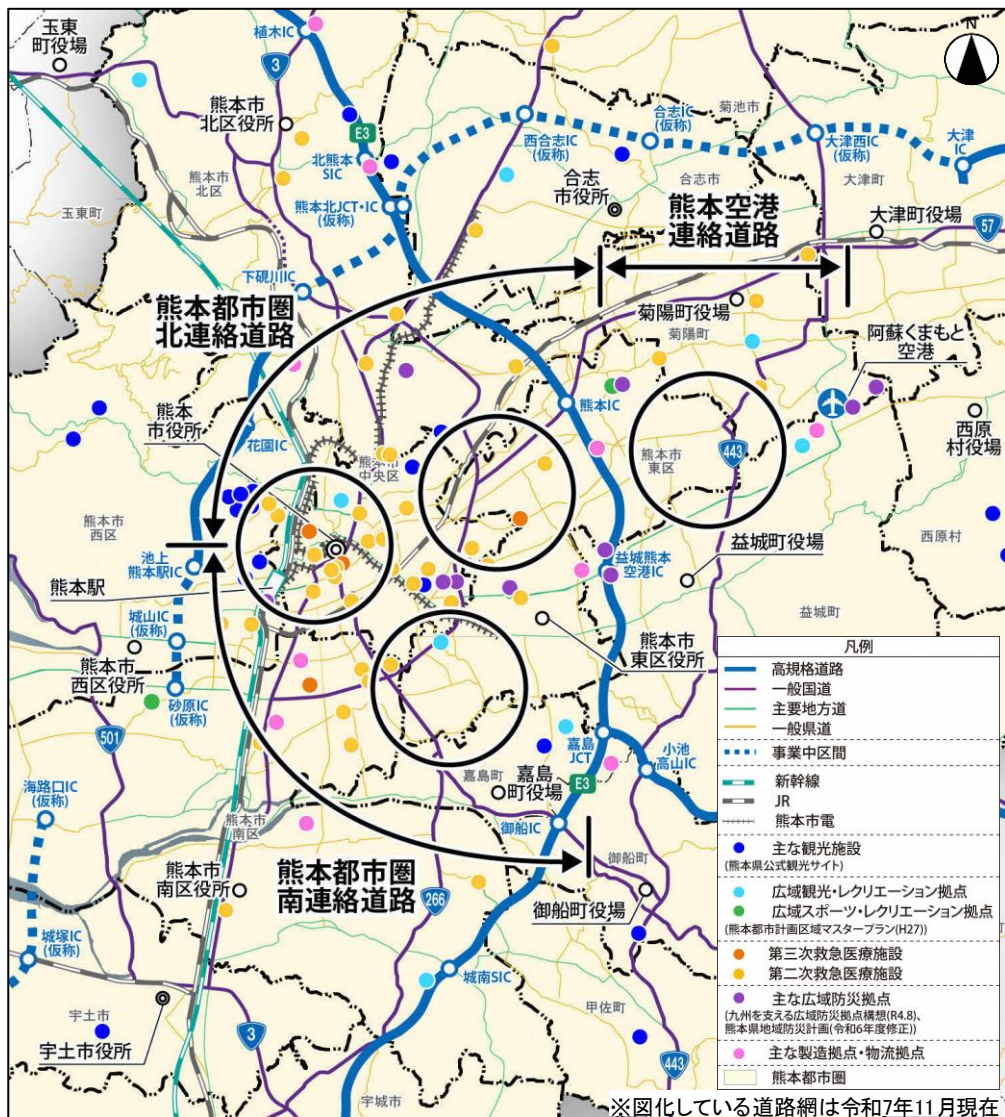 玉東
町役場
植木IC
3
N
熊本市
北区役所
E3
西合志IC
(仮称)
合志IC
(仮称)
菊池市
大津西IC
(仮称)
大津
IC
北熊本
SIC
熊本市
北区
合志
市役所
合志市
大津町
玉東町
熊本北JCT・IC
(仮称)
熊本空港
連絡道路
大津町役場
57
下硯川IC
熊本都市圏
北連絡道路
菊陽町役場
菊陽町
阿蘇くまもと
空港
熊本
市役所
熊本IC
西原
村役場
花園IC
熊本市
中央区
熊本市
東区
443
熊本市
西区
西原村
池上
熊本駅IC
益城熊本
空港IC
益城町役場
熊本駅
城山IC
(仮称)
益城町
熊本市
西区役所
熊本市
東区役所
砂原IC
(仮称)
501
嘉島
JCT
小池
高山IC
海路口IC
(仮称)
嘉島町
嘉島
町役場
E3
熊本市
南区
御船IC
熊本都市圏
南連絡道路
御船町
熊本市
南区役所
266
御船町役場
城塚IC
(仮称)
城南SIC
甲佐町
宇土市
宇土市役所
3
443
宇城市
凡例
高規格道路
一般国道
主要地方道
一般県道
事業中区間
新幹線
JR
熊本市電
主な観光施設
(熊本県公式観光サイト)
広域観光・レクリエーション拠点
広域スポーツ・レクリエーション拠点
(熊本都市計画区域マスタープラン(H27))
第三次救急医療施設
第二次救急医療施設
主な広域防災拠点
(九州を支える広域防災拠点構想(R4.8)、
熊本県地域防災計画(令和6年度修正))
主な製造拠点・物流拠点
熊本都市圏
※図化している道路網は令和7年11月現在